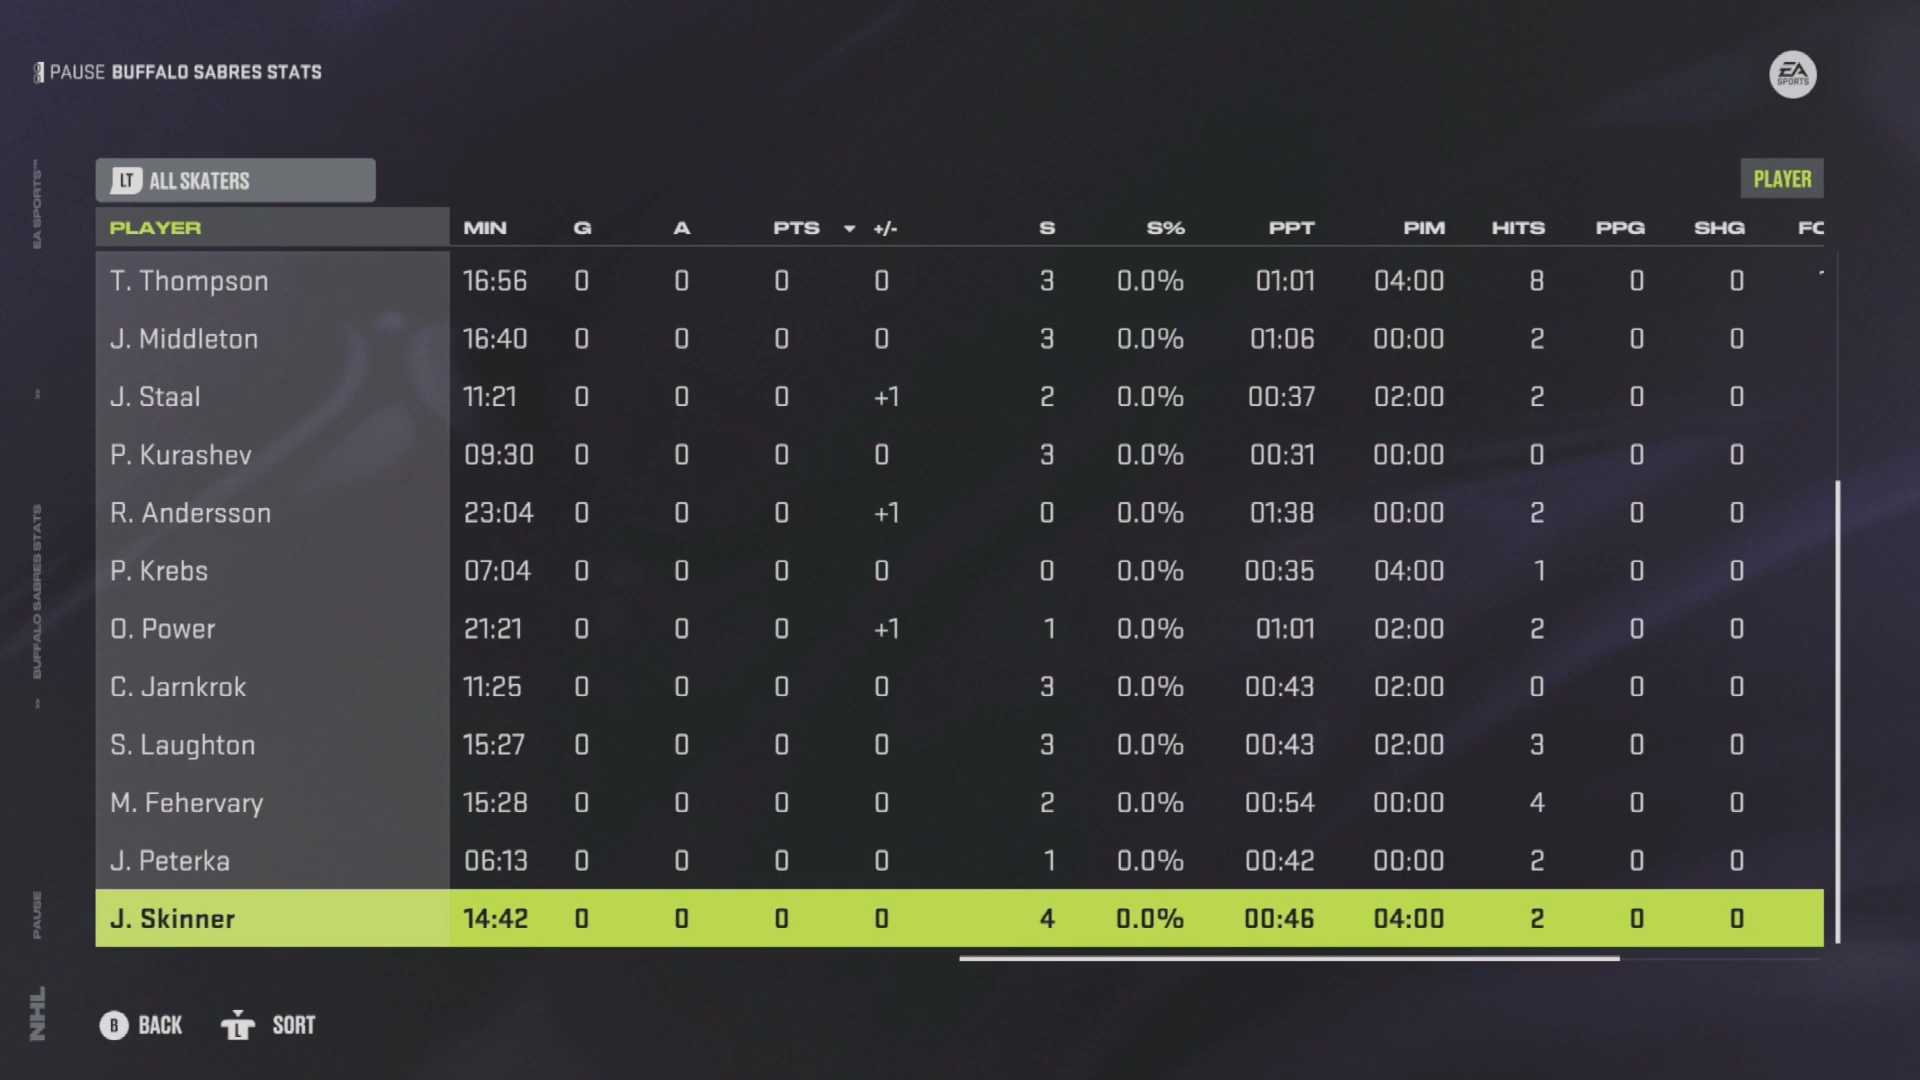 PAUSE BUFFALO SABRES STATS
EA SPORTS
LT ALL SKATERS
PLAYER
PLAYER MIN G A PTS +/- S S% PPT PIM HITS PPG SHG FO
T. Thompson 16:56 0 0 0 0 3 0.0% 01:01 04:00 8 0 0
J. Middleton 16:40 0 0 0 0 3 0.0% 01:06 00:00 2 0 0
J. Staal 11:21 0 0 0 +1 2 0.0% 00:37 02:00 2 0 0
P. Kurashev 09:30 0 0 0 0 3 0.0% 00:31 00:00 0 0 0
R. Andersson 23:04 0 0 0 +1 0 0.0% 01:38 00:00 2 0 0
P. Krebs 07:04 0 0 0 0 0 0.0% 00:35 04:00 1 0 0
O. Power 21:21 0 0 0 +1 1 0.0% 01:01 02:00 2 0 0
C. Jarnkrok 11:25 0 0 0 0 3 0.0% 00:43 02:00 0 0 0
S. Laughton 15:27 0 0 0 0 3 0.0% 00:43 02:00 3 0 0
M. Fehervary 15:28 0 0 0 0 2 0.0% 00:54 00:00 4 0 0
J. Peterka 06:13 0 0 0 0 1 0.0% 00:42 00:00 2 0 0
J. Skinner 14:42 0 0 0 0 4 0.0% 00:46 04:00 2 0 0
B BACK L SORT
NHL PAUSE » BUFFALO SABRES STATS » EA SPORTS™